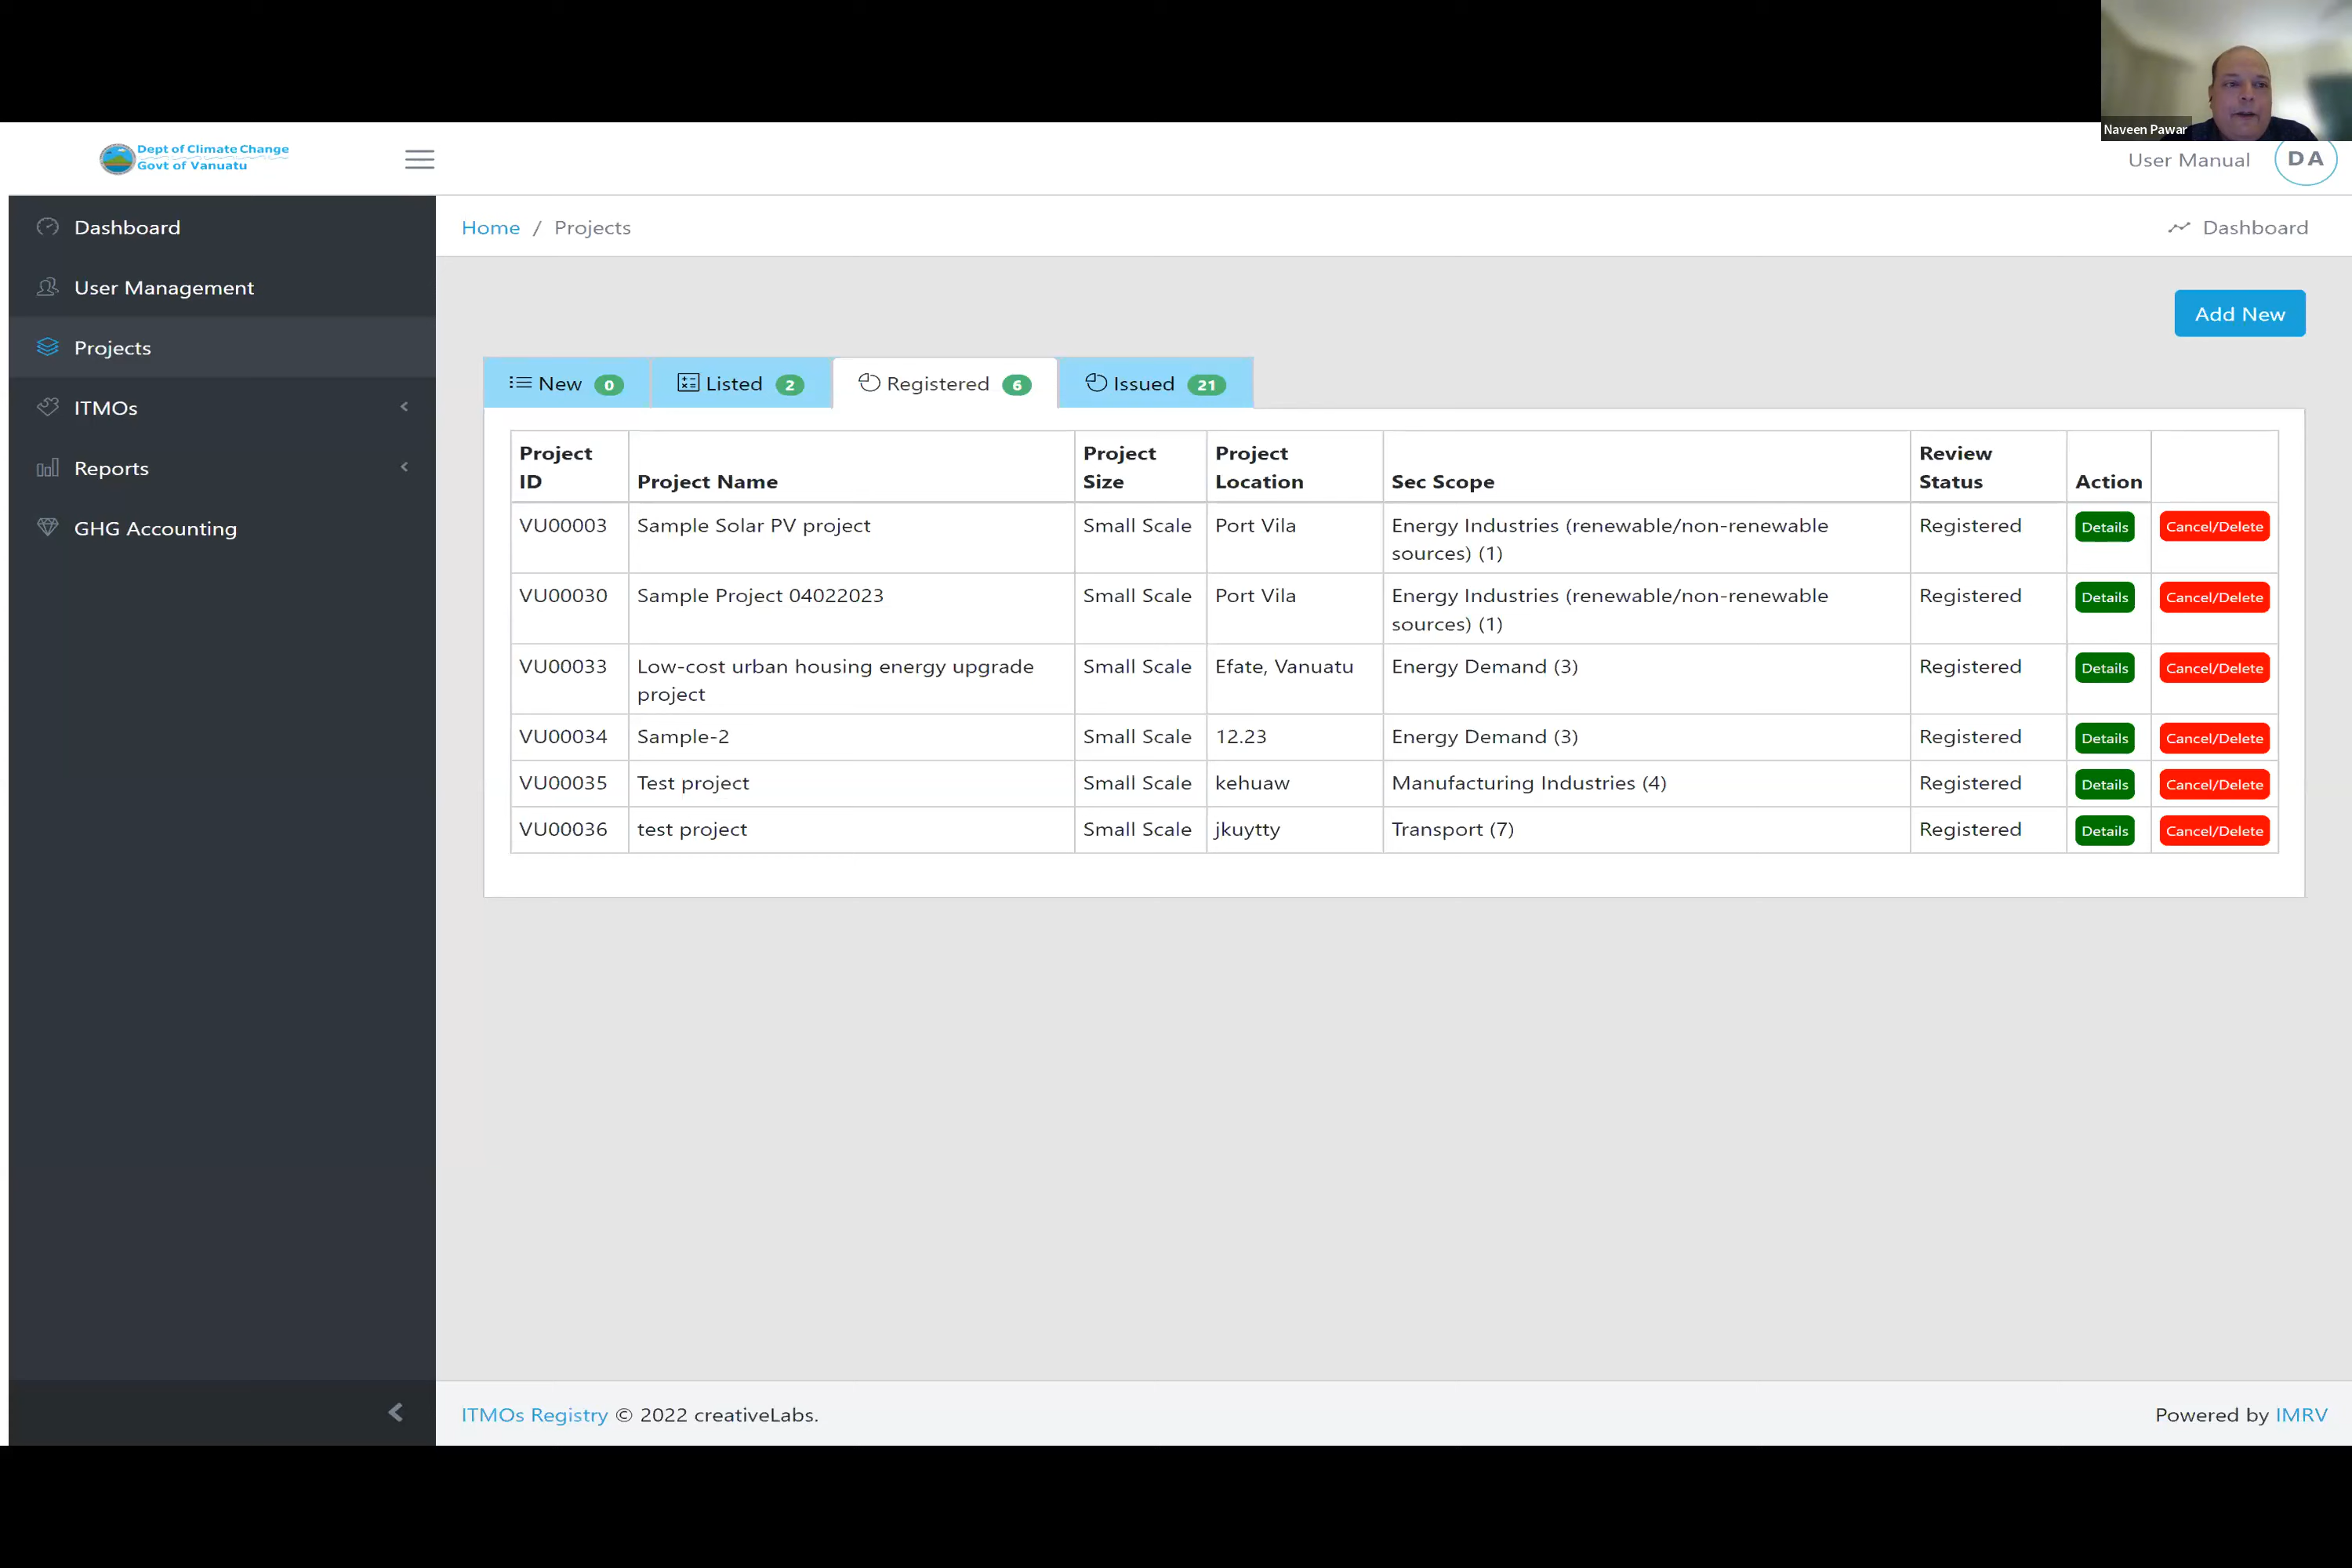 Naveen Pawar
Dept of Climate Change
Govt of Vanuatu
User Manual
DA
Dashboard
User Management
Projects
ITMOs
Reports
GHG Accounting
Home / Projects
Dashboard
Add New
New 0
Listed 2
Registered 6
Issued 21
Project ID Project Name Project Size Project Location Sec Scope Review Status Action
VU00003 Sample Solar PV project Small Scale Port Vila Energy Industries (renewable/non-renewable sources) (1) Registered Details Cancel/Delete
VU00030 Sample Project 04022023 Small Scale Port Vila Energy Industries (renewable/non-renewable sources) (1) Registered Details Cancel/Delete
VU00033 Low-cost urban housing energy upgrade project Small Scale Efate, Vanuatu Energy Demand (3) Registered Details Cancel/Delete
VU00034 Sample-2 Small Scale 12.23 Energy Demand (3) Registered Details Cancel/Delete
VU00035 Test project Small Scale kehuaw Manufacturing Industries (4) Registered Details Cancel/Delete
VU00036 test project Small Scale jkuytty Transport (7) Registered Details Cancel/Delete
ITMOs Registry © 2022 creativeLabs.
Powered by IMRV